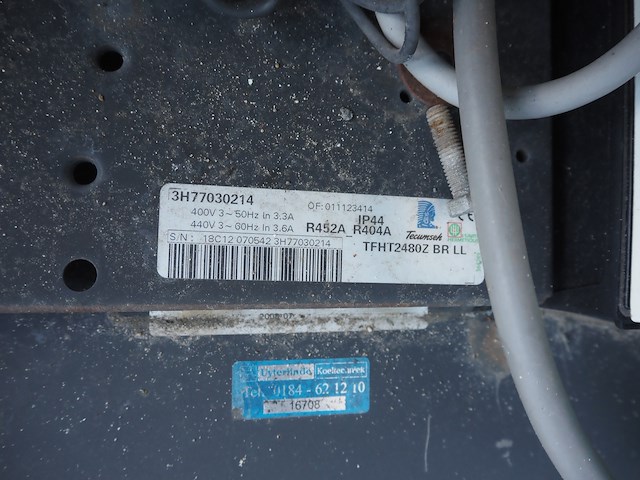 3H77030214
OF: 011123414
400V 3~ 50Hz In 3.3A
IP44
440V 3~ 60Hz In 3.6A
R452A R404A
Tecumseh
S/N: 18C12 070542 3H77030214
TFHT2480Z BR LL
Uyterlinde Koeltechniek
Tel. 0184 - 62 12 10
16708